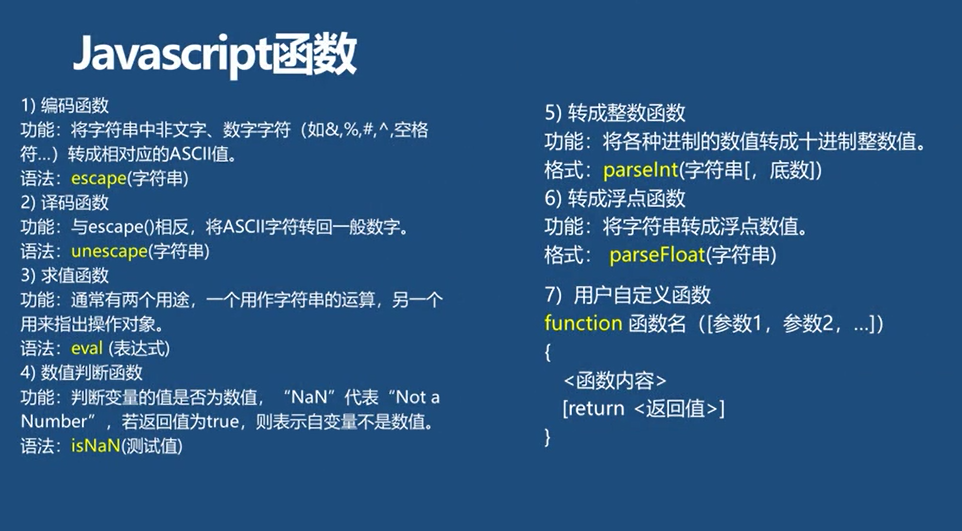 Javascript函数
1) 编码函数
功能：将字符串中非文字、数字字符（如&,%,#,^,空格
符...）转成相对应的ASCII值。
语法：escape(字符串)
2) 译码函数
功能：与escape()相反，将ASCII字符转回一般数字。
语法：unescape(字符串)
3) 求值函数
功能：通常有两个用途，一个用作字符串的运算，另一个
用来指出操作对象。
语法：eval (表达式)
4) 数值判断函数
功能：判断变量的值是否为数值，“NaN”代表“Not a
Number”，若返回值为true，则表示自变量不是数值。
语法：isNaN(测试值)
5) 转成整数函数
功能：将各种进制的数值转成十进制整数值。
格式：parseInt(字符串[，底数])
6) 转成浮点函数
功能：将字符串转成浮点数值。
格式： parseFloat(字符串)
7) 用户自定义函数
function 函数名（[参数1，参数2，...]）
{
<函数内容>
[return <返回值>]
}